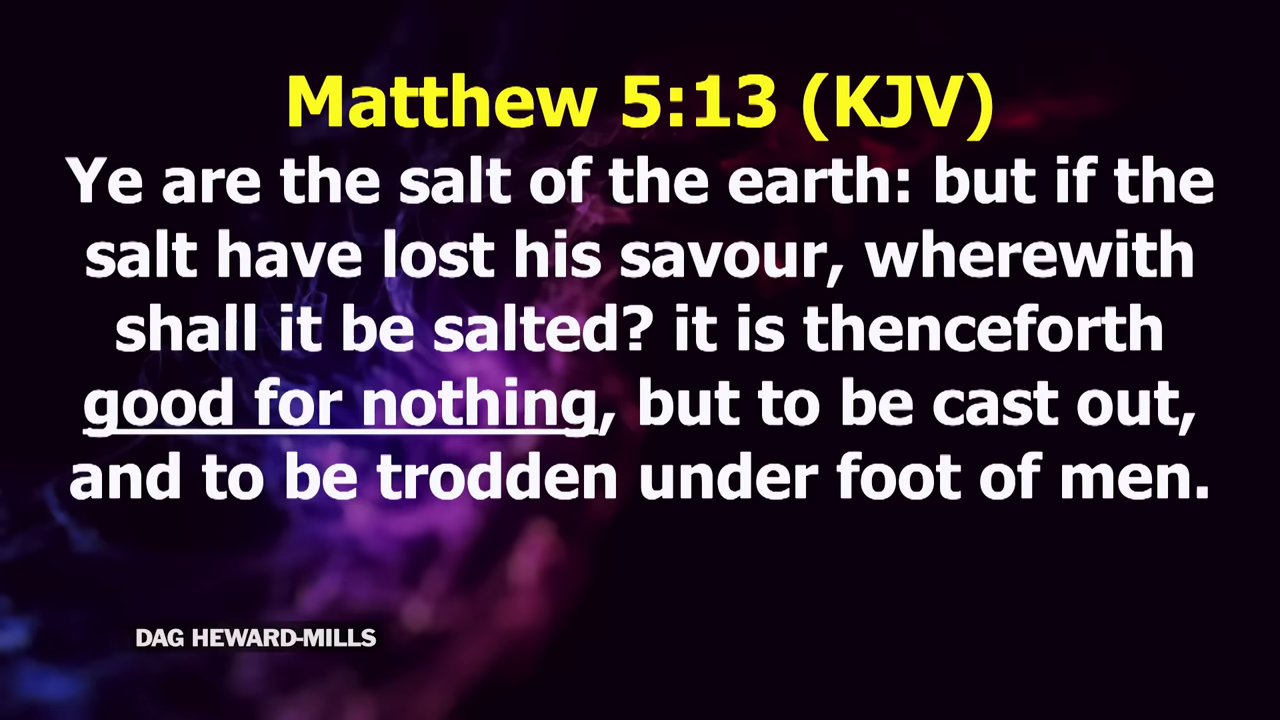 Matthew 5:13 (KJV)
Ye are the salt of the earth: but if the
salt have lost his savour, wherewith
shall it be salted? it is thenceforth
good for nothing, but to be cast out,
and to be trodden under foot of men.
DAG HEWARD-MILLS